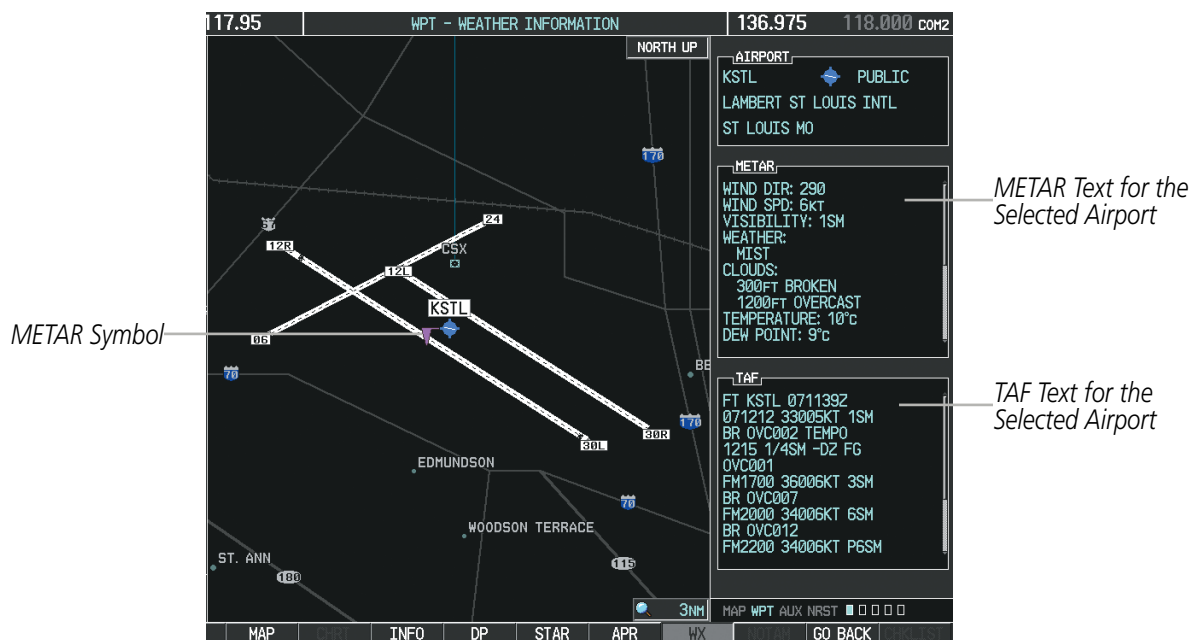 117.95
WPT - WEATHER INFORMATION
136.975
118.000 COM2
NORTH UP
170
67
24
12R
CSX
12L
KSTL
06
BE
70
170
30R
30L
EDMUNDSON
70
WOODSON TERRACE
ST. ANN
115
180
3NM
METAR Symbol
AIRPORT
KSTL PUBLIC
LAMBERT ST LOUIS INTL
ST LOUIS MO
METAR
WIND DIR: 290
WIND SPD: 6KT
VISIBILITY: 1SM
WEATHER:
MIST
CLOUDS:
300FT BROKEN
1200FT OVERCAST
TEMPERATURE: 10°C
DEW POINT: 9°C
METAR Text for the
Selected Airport
TAF
FT KSTL 071139Z
071212 33005KT 1SM
BR OVC002 TEMPO
1215 1/4SM -DZ FG
OVC001
FM1700 36006KT 3SM
BR OVC007
FM2000 34006KT 6SM
BR OVC012
FM2200 34006KT P6SM
TAF Text for the
Selected Airport
MAP WPT AUX NRST
MAP CHRT INFO DP STAR APR WX NOTAM GO BACK CHKLIST